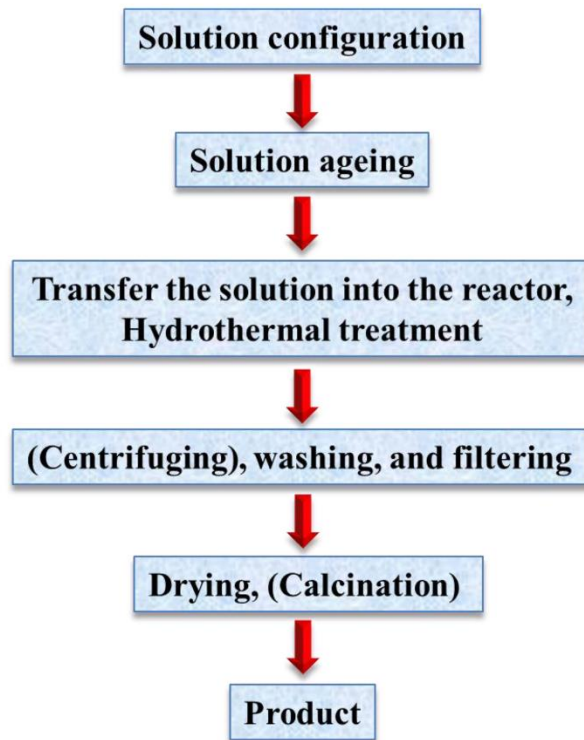 Solution configuration
Solution ageing
Transfer the solution into the reactor,
Hydrothermal treatment
(Centrifuging), washing, and filtering
Drying, (Calcination)
Product